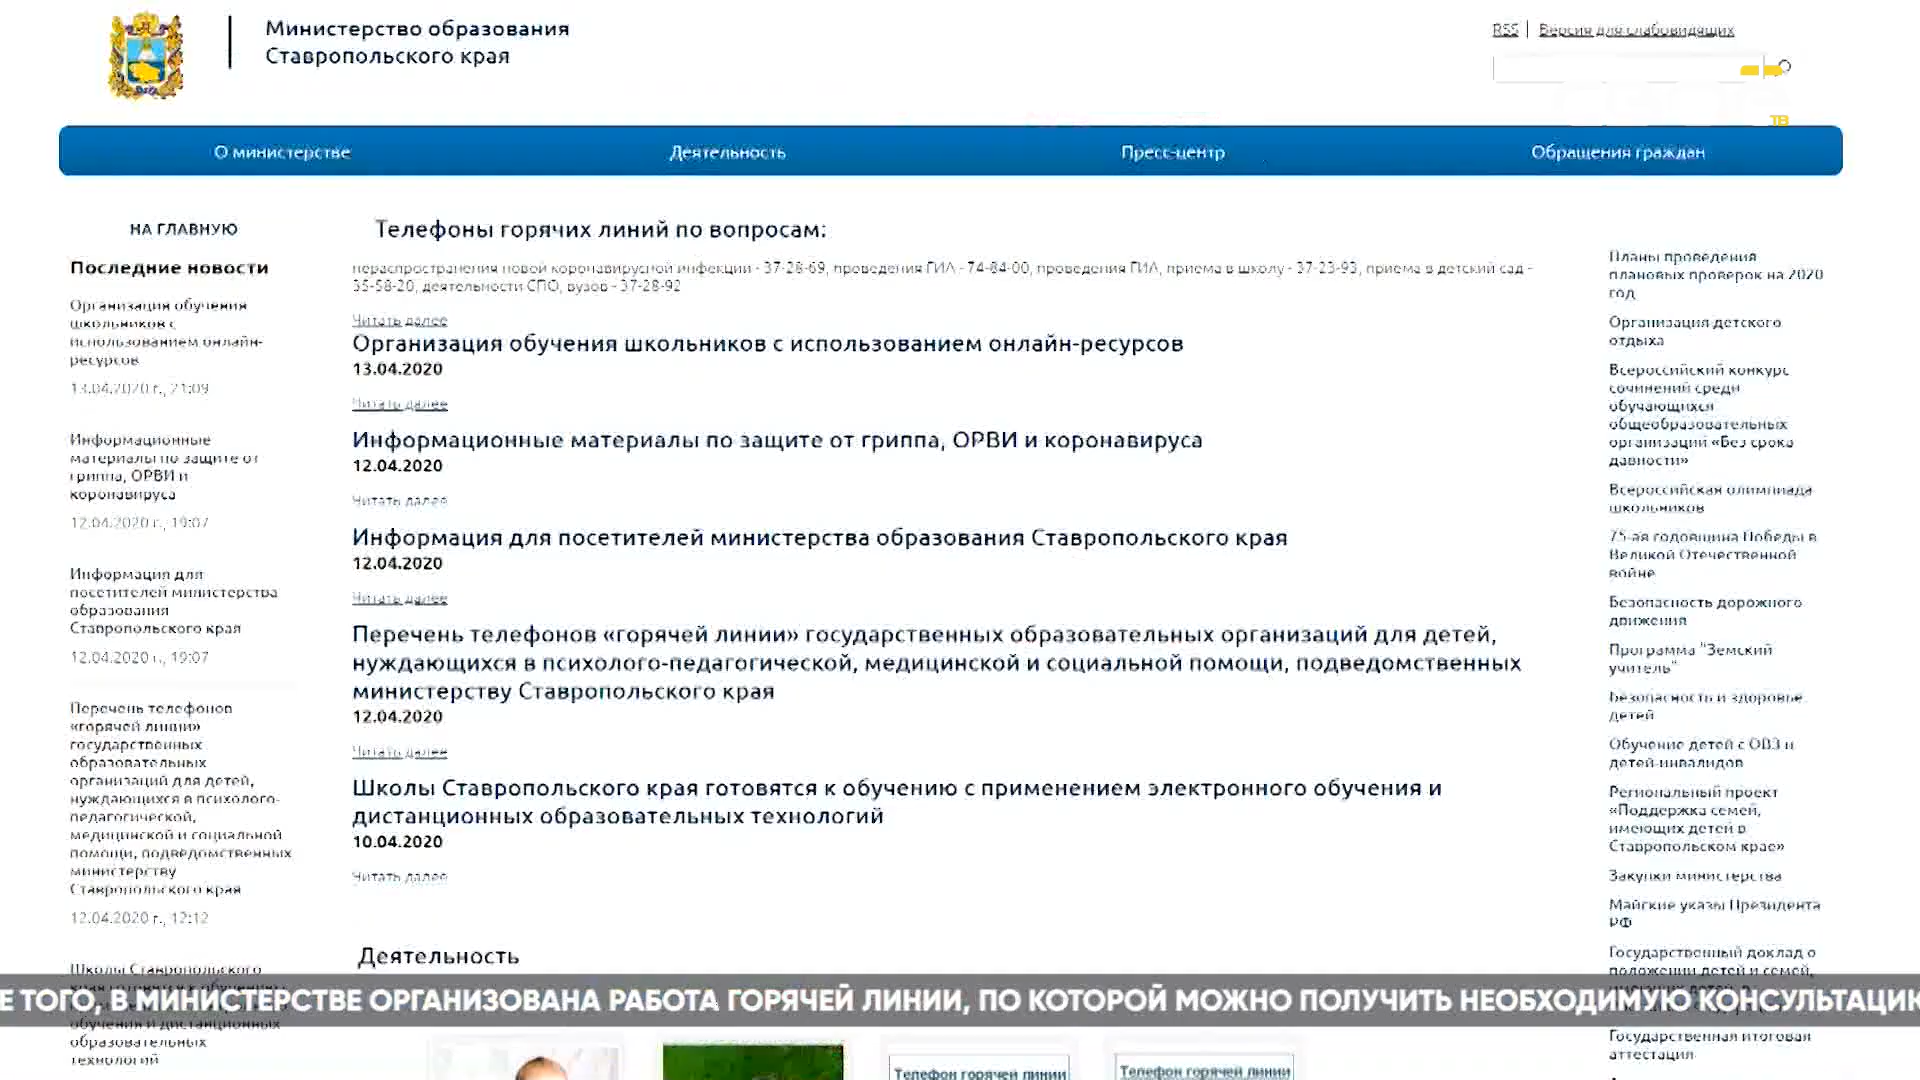 Министерство образования
Ставропольского края
RSS
Версия для слабовидящих
ТВ
О министерстве
Деятельность
Пресс-центр
Обращения граждан
НА ГЛАВНУЮ
Последние новости
Организация обучения
школьников с
использованием онлайн-
ресурсов
13.04.2020 г., 21:09
Информационные
материалы по защите от
гриппа, ОРВИ и
коронавируса
12.04.2020 г., 19:07
Информация для
посетителей министерства
образования
Ставропольского края
12.04.2020 г., 19:07
Перечень телефонов
«горячей линии»
государственных
образовательных
организаций для детей,
нуждающихся в психолого-
педагогической,
медицинской и социальной
помощи, подведомственных
министерству
Ставропольского края
12.04.2020 г., 12:12
Школы Ставропольского
обучения и дистанционных
образовательных
технологий
Телефоны горячих линий по вопросам:
нераспространения новой коронавирусной инфекции - 37-28-69, проведения ГИА - 74-84-00, проведения ГИА, приема в школу - 37-23-93, приема в детский сад -
35-58-20, деятельности СПО, вузов - 37-28-92
Читать далее
Организация обучения школьников с использованием онлайн-ресурсов
13.04.2020
Читать далее
Информационные материалы по защите от гриппа, ОРВИ и коронавируса
12.04.2020
Читать далее
Информация для посетителей министерства образования Ставропольского края
12.04.2020
Читать далее
Перечень телефонов «горячей линии» государственных образовательных организаций для детей,
нуждающихся в психолого-педагогической, медицинской и социальной помощи, подведомственных
министерству Ставропольского края
12.04.2020
Читать далее
Школы Ставропольского края готовятся к обучению с применением электронного обучения и
дистанционных образовательных технологий
10.04.2020
Читать далее
Деятельность
Планы проведения
плановых проверок на 2020
год
Организация детского
отдыха
Всероссийский конкурс
сочинений среди
обучающихся
общеобразовательных
организаций «Без срока
давности»
Всероссийская олимпиада
школьников
75-ая годовщина Победы в
Великой Отечественной
войне
Безопасность дорожного
движения
Программа "Земский
учитель"
Безопасность и здоровье
детей
Обучение детей с ОВЗ и
детей-инвалидов
Региональный проект
«Поддержка семей,
имеющих детей в
Ставропольском крае»
Закупки министерства
Майские указы Президента
РФ
Государственный доклад о
положении детей и семей,
Государственная итоговая
аттестация
Е ТОГО, В МИНИСТЕРСТВЕ ОРГАНИЗОВАНА РАБОТА ГОРЯЧЕЙ ЛИНИИ, ПО КОТОРОЙ МОЖНО ПОЛУЧИТЬ НЕОБХОДИМУЮ КОНСУЛЬТАЦИЮ
Телефон горячей линии
Телефон горячей линии